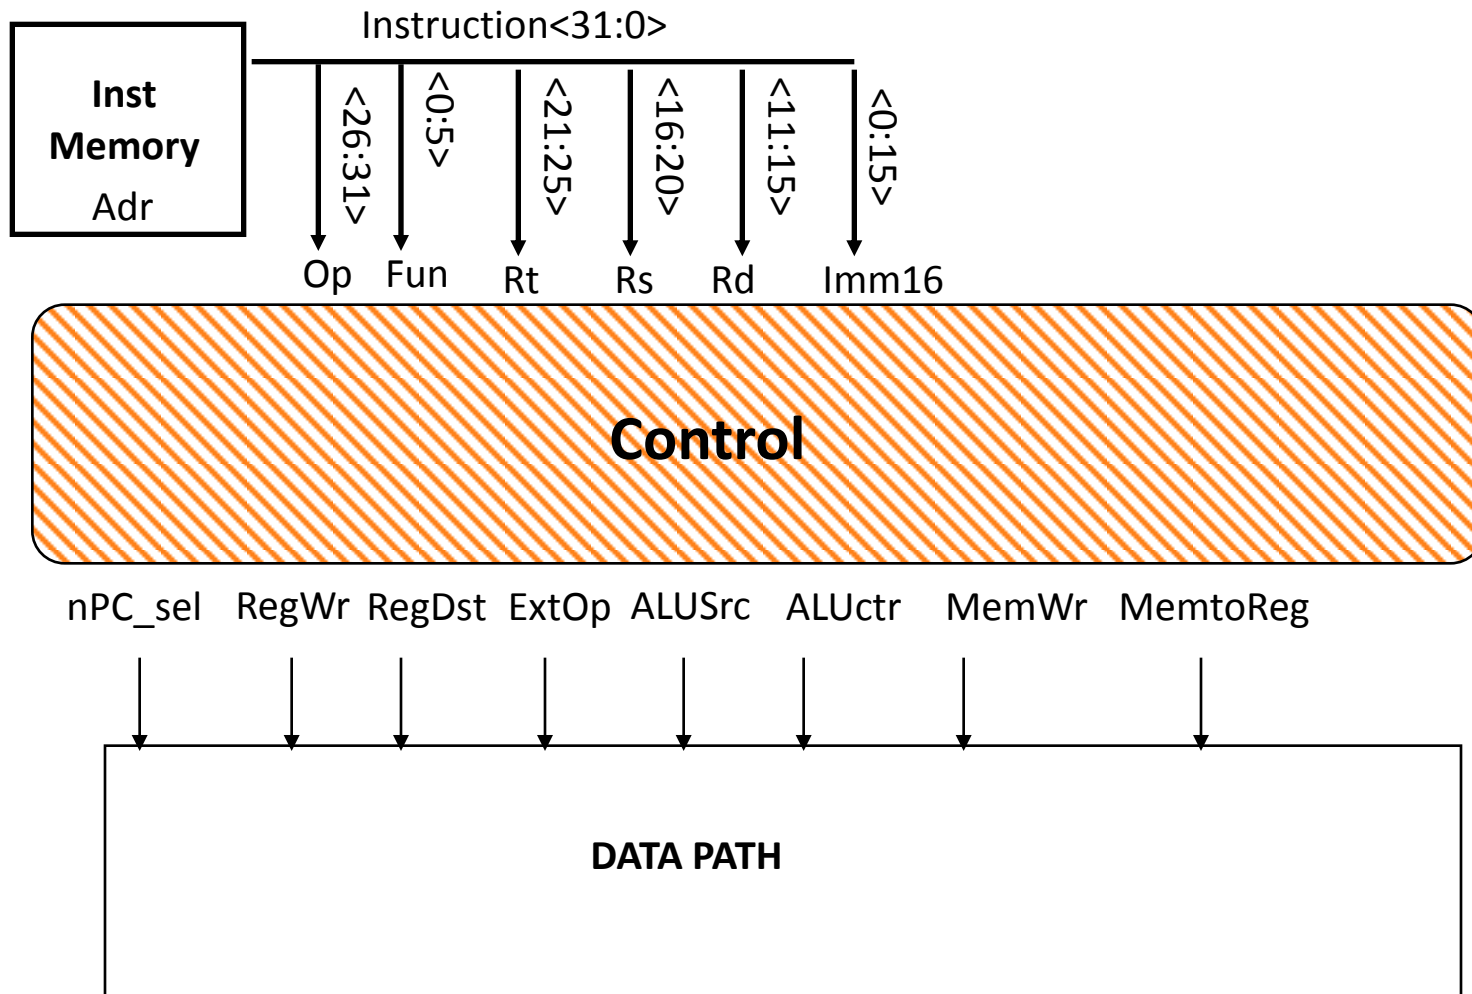 Instruction<31:0>
Inst
Memory
Adr
<26:31>
<0:5>
<21:25>
<16:20>
<11:15>
<0:15>
Op Fun Rt Rs Rd Imm16
Control
nPC_sel RegWr RegDst ExtOp ALUSrc ALUctr MemWr MemtoReg
DATA PATH